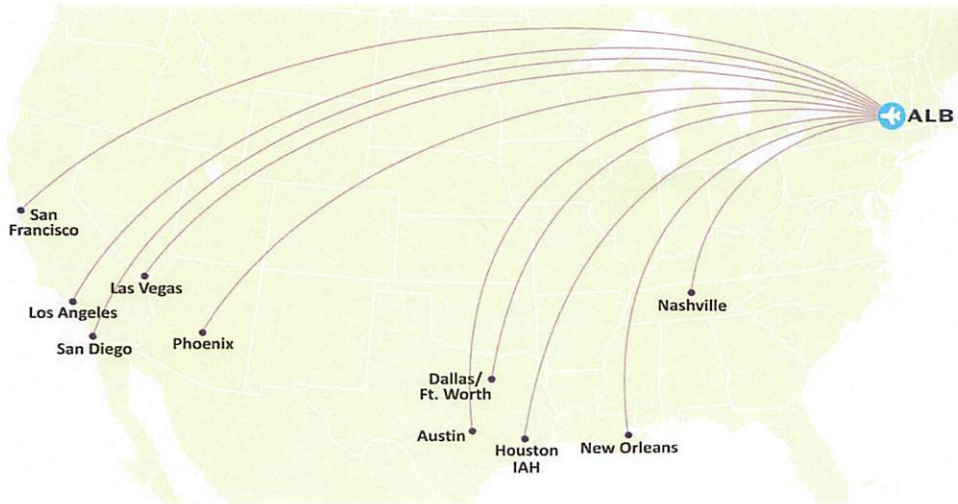 ALB
San
Francisco
Las Vegas
Los Angeles
San Diego
Phoenix
Nashville
Dallas/
Ft. Worth
Austin
Houston
IAH
New Orleans